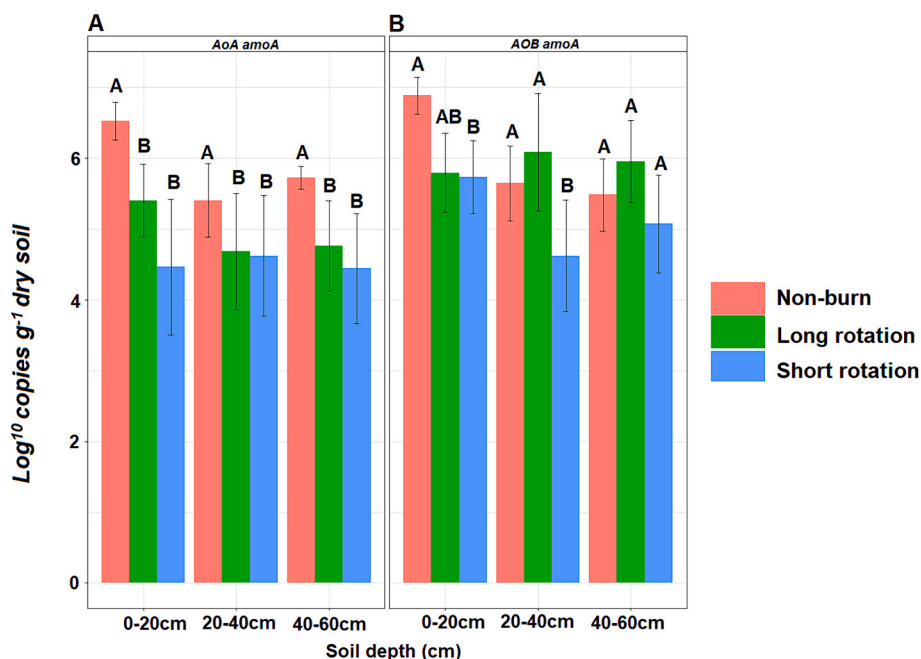 A
B
AoA amoA
AOB amoA
A
B
B
A
B
B
A
B
B
A
AB
B
A
A
B
A
A
A
6
4
2
0
Log¹⁰ copies g⁻¹ dry soil
Non-burn
Long rotation
Short rotation
0-20cm 20-40cm 40-60cm
0-20cm 20-40cm 40-60cm
Soil depth (cm)